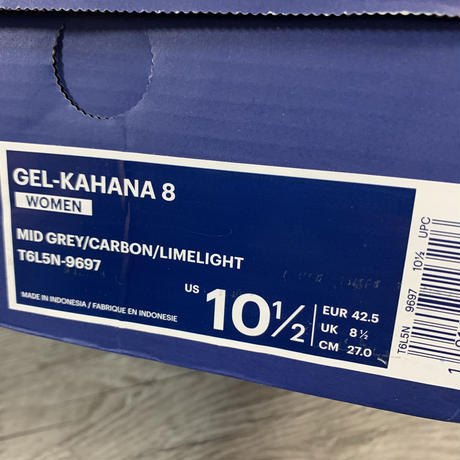 GEL-KAHANA 8
WOMEN
MID GREY/CARBON/LIMELIGHT
T6L5N-9697
MADE IN INDONESIA / FABRIQUE EN INDONESIE
US 10½
EUR 42.5
UK 8½
CM 27.0
T6L5N 9697 10½ UPC